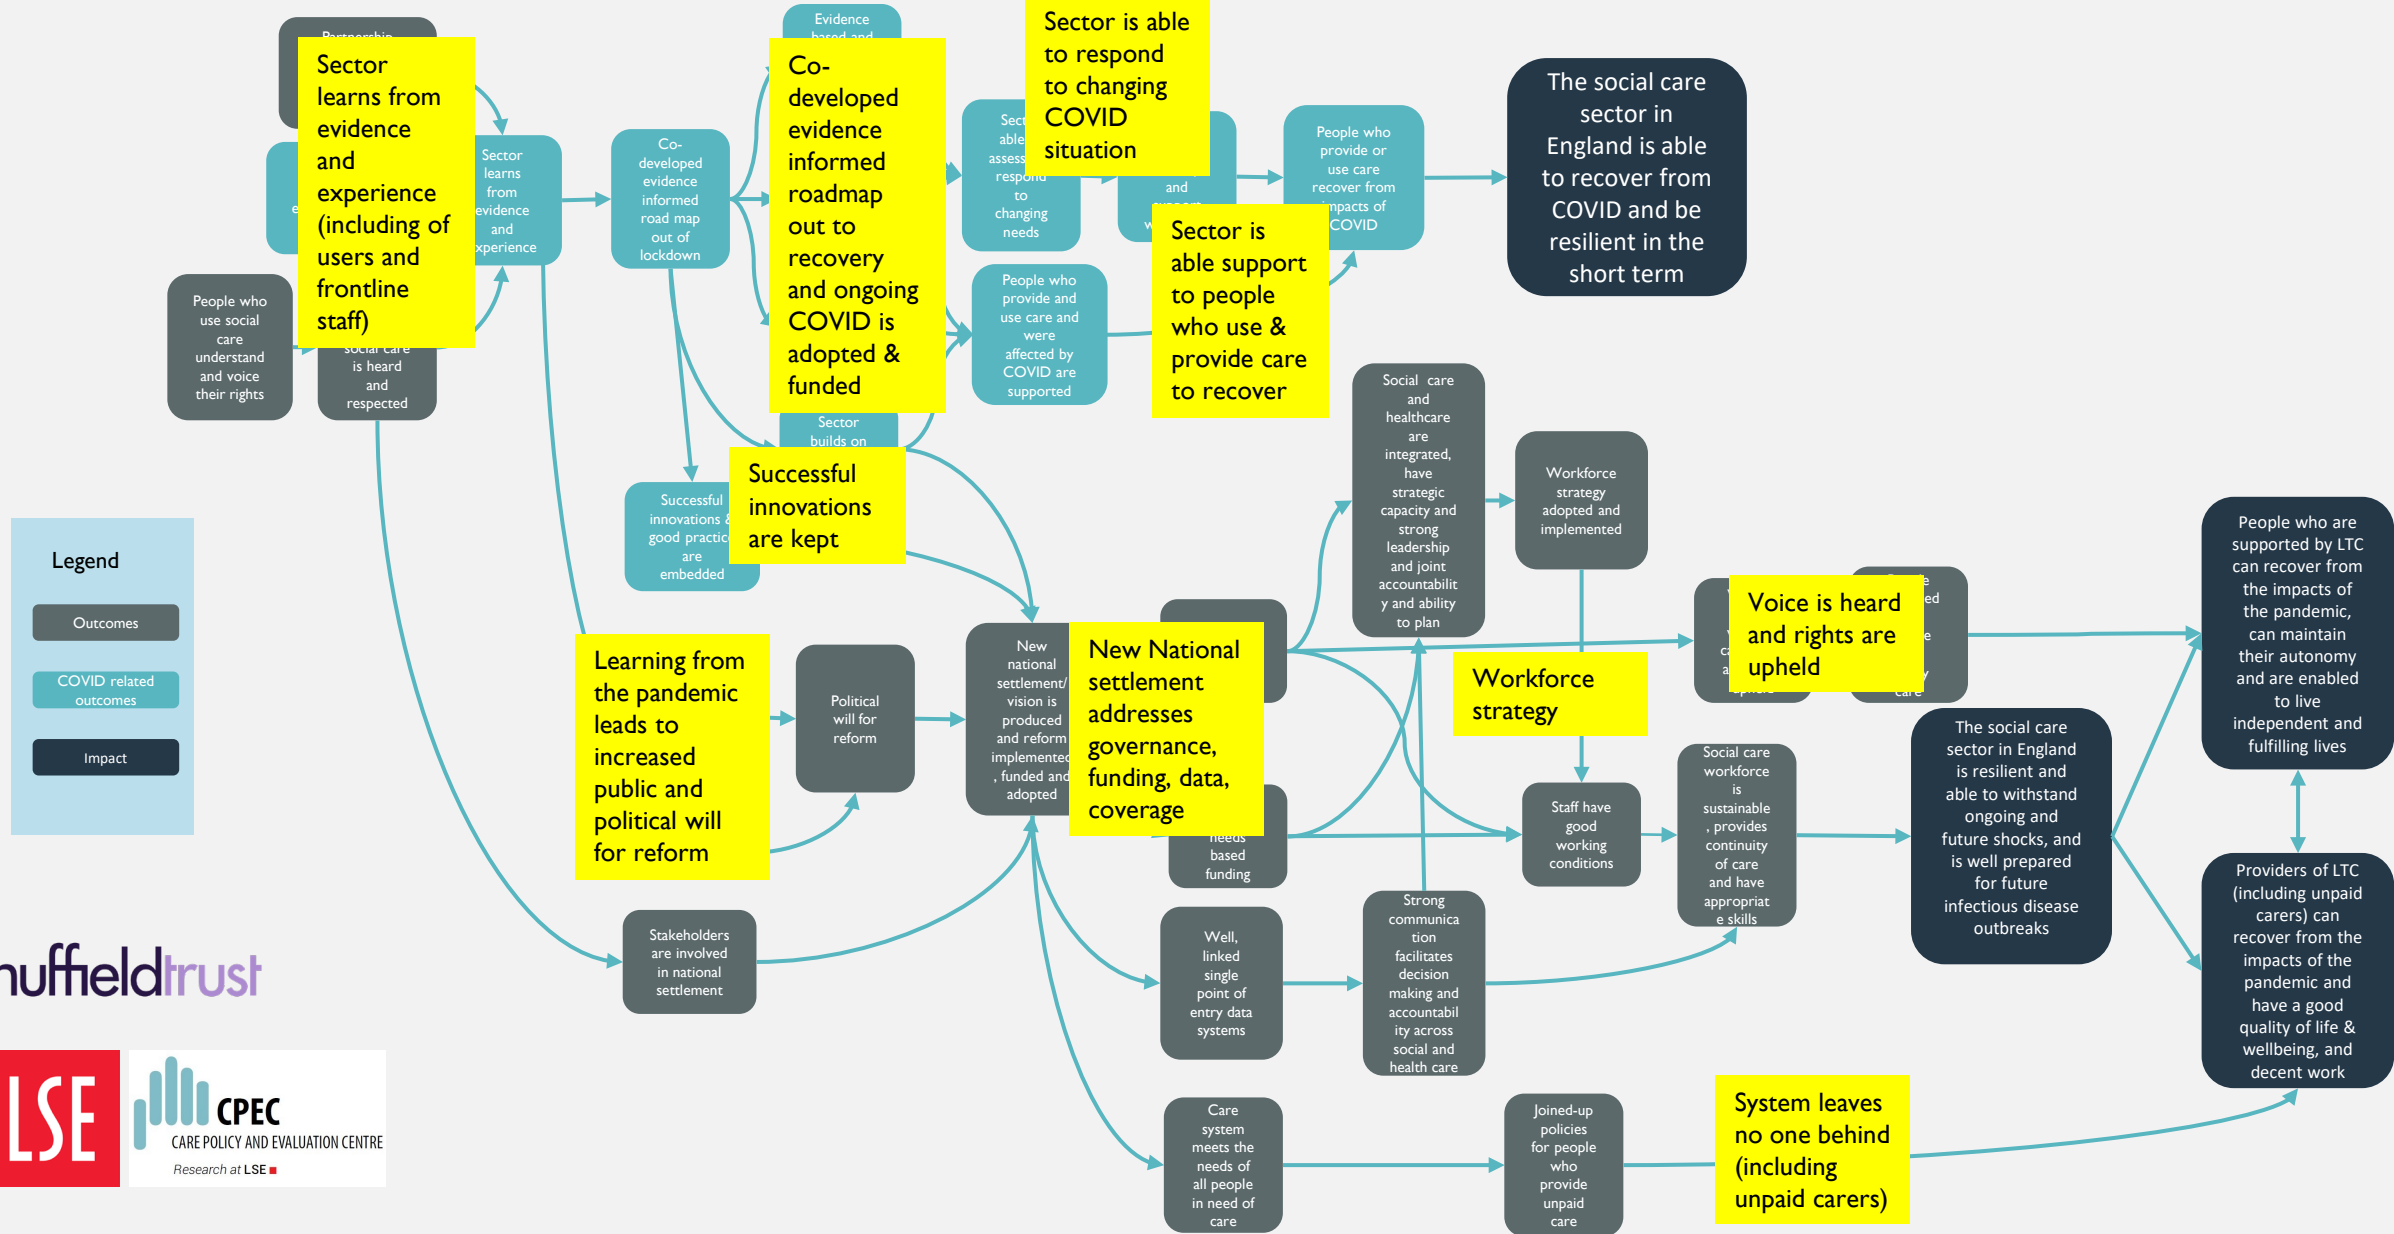 Partnership
Sector
learns from
evidence
and
experience
(including of
users and
frontline
staff)
Sector
learns
from
evidence
and
experience
People who
use social
care
understand
and voice
their rights
social care
is heard
and
respected
Co-
developed
evidence
informed
road map
out of
lockdown
Evidence
based and
Co-
developed
evidence
informed
roadmap
out to
recovery
and ongoing
COVID is
adopted &
funded
Sector is able
to respond
to changing
COVID
situation
able
respond
to
changing
needs
and
People who
provide or
use care
recover from
impacts of
COVID
The social care
sector in
England is able
to recover from
COVID and be
resilient in the
short term
People who
provide and
use care and
were
affected by
COVID are
supported
Sector is
able support
to people
who use &
provide care
to recover
Sector
builds on
Successful
innovations
are kept
Successful
innovations &
good practice
are
embedded
Legend
Outcomes
COVID related
outcomes
Impact
Learning from
the pandemic
leads to
increased
public and
political will
for reform
Political
will for
reform
Stakeholders
are involved
in national
settlement
New
national
settlement/
vision is
produced
and reform
implemented
, funded and
adopted
New National
settlement
addresses
governance,
funding, data,
coverage
needs
based
funding
Social care
and
healthcare
are
integrated,
have
strategic
capacity and
strong
leadership
and joint
accountabilit
y and ability
to plan
Workforce
strategy
adopted and
implemented
Workforce
strategy
Staff have
good
working
conditions
Social care
workforce
is
sustainable
, provides
continuity
of care
and have
appropriat
e skills
Voice is heard
and rights are
upheld
care
Well,
linked
single
point of
entry data
systems
Strong
communica
tion
facilitates
decision
making and
accountabil
ity across
social and
health care
Care
system
meets the
needs of
all people
in need of
care
Joined-up
policies
for people
who
provide
unpaid
care
System leaves
no one behind
(including
unpaid carers)
The social care
sector in England
is resilient and
able to withstand
ongoing and
future shocks, and
is well prepared
for future
infectious disease
outbreaks
People who are
supported by LTC
can recover from
the impacts of
the pandemic,
can maintain
their autonomy
and are enabled
to live
independent and
fulfilling lives
Providers of LTC
(including unpaid
carers) can
recover from the
impacts of the
pandemic and
have a good
quality of life &
wellbeing, and
decent work
nuffieldtrust
LSE
CPEC
CARE POLICY AND EVALUATION CENTRE
Research at LSE